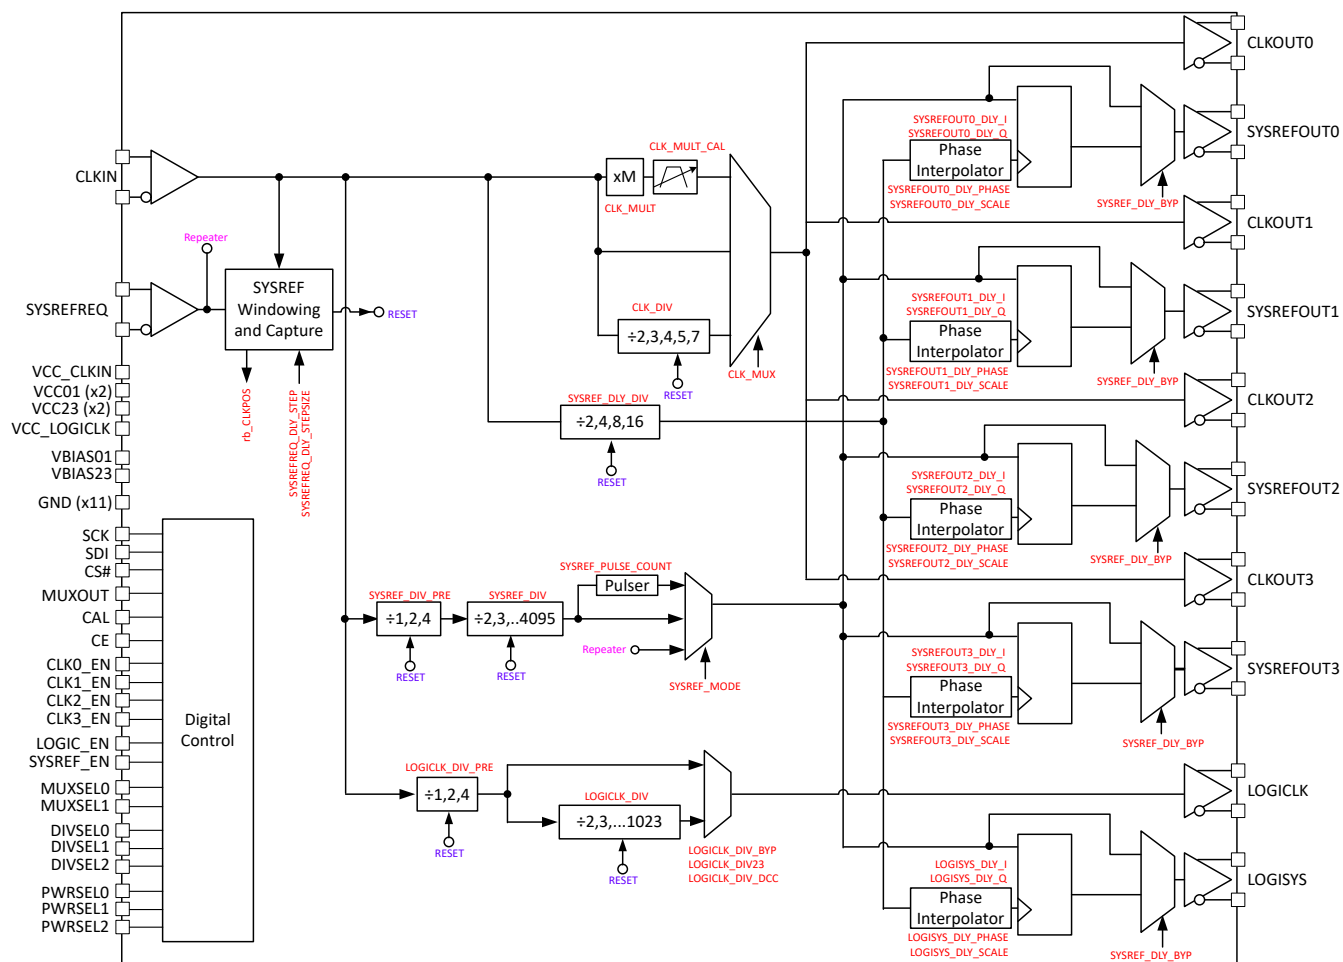 CLKIN
SYSREFREQ
VCC_CLKIN
VCC01 (x2)
VCC23 (x2)
VCC_LOGICLK
VBIAS01
VBIAS23
GND (x11)
SCK
SDI
CS#
MUXOUT
CAL
CE
CLK0_EN
CLK1_EN
CLK2_EN
CLK3_EN
LOGIC_EN
SYSREF_EN
MUXSEL0
MUXSEL1
DIVSEL0
DIVSEL1
DIVSEL2
PWRSEL0
PWRSEL1
PWRSEL2
Digital
Control
Repeater
SYSREF
Windowing
and Capture
RESET
rb_CLKPOS
SYSREFREQ_DLY_STEP
SYSREFREQ_DLY_STEPSIZE
CLK_MULT_CAL
xM
CLK_MULT
CLK_DIV
÷2,3,4,5,7
RESET
CLK_MUX
SYSREF_DLY_DIV
÷2,4,8,16
RESET
SYSREF_DIV_PRE
÷1,2,4
RESET
SYSREF_DIV
÷2,3,..4095
RESET
SYSREF_PULSE_COUNT
Pulser
Repeater
SYSREF_MODE
LOGICLK_DIV_PRE
÷1,2,4
RESET
LOGICLK_DIV
÷2,3,...1023
RESET
LOGICLK_DIV_BYP
LOGICLK_DIV23
LOGICLK_DIV_DCC
SYSREFOUT0_DLY_I
SYSREFOUT0_DLY_Q
Phase
Interpolator
SYSREFOUT0_DLY_PHASE
SYSREFOUT0_DLY_SCALE
SYSREF_DLY_BYP
SYSREFOUT1_DLY_I
SYSREFOUT1_DLY_Q
Phase
Interpolator
SYSREFOUT1_DLY_PHASE
SYSREFOUT1_DLY_SCALE
SYSREF_DLY_BYP
SYSREFOUT2_DLY_I
SYSREFOUT2_DLY_Q
Phase
Interpolator
SYSREFOUT2_DLY_PHASE
SYSREFOUT2_DLY_SCALE
SYSREF_DLY_BYP
SYSREFOUT3_DLY_I
SYSREFOUT3_DLY_Q
Phase
Interpolator
SYSREFOUT3_DLY_PHASE
SYSREFOUT3_DLY_SCALE
SYSREF_DLY_BYP
LOGISYS_DLY_I
LOGISYS_DLY_Q
Phase
Interpolator
LOGISYS_DLY_PHASE
LOGISYS_DLY_SCALE
SYSREF_DLY_BYP
CLKOUT0
SYSREFOUT0
CLKOUT1
SYSREFOUT1
CLKOUT2
SYSREFOUT2
CLKOUT3
SYSREFOUT3
LOGICLK
LOGISYS